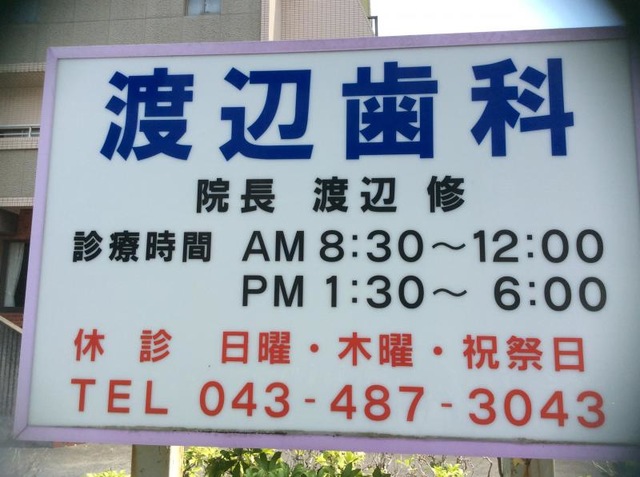 渡辺歯科
院長 渡辺 修
診療時間 AM 8:30～12:00
PM 1:30～ 6:00
休診 日曜・木曜・祝祭日
TEL 043-487-3043